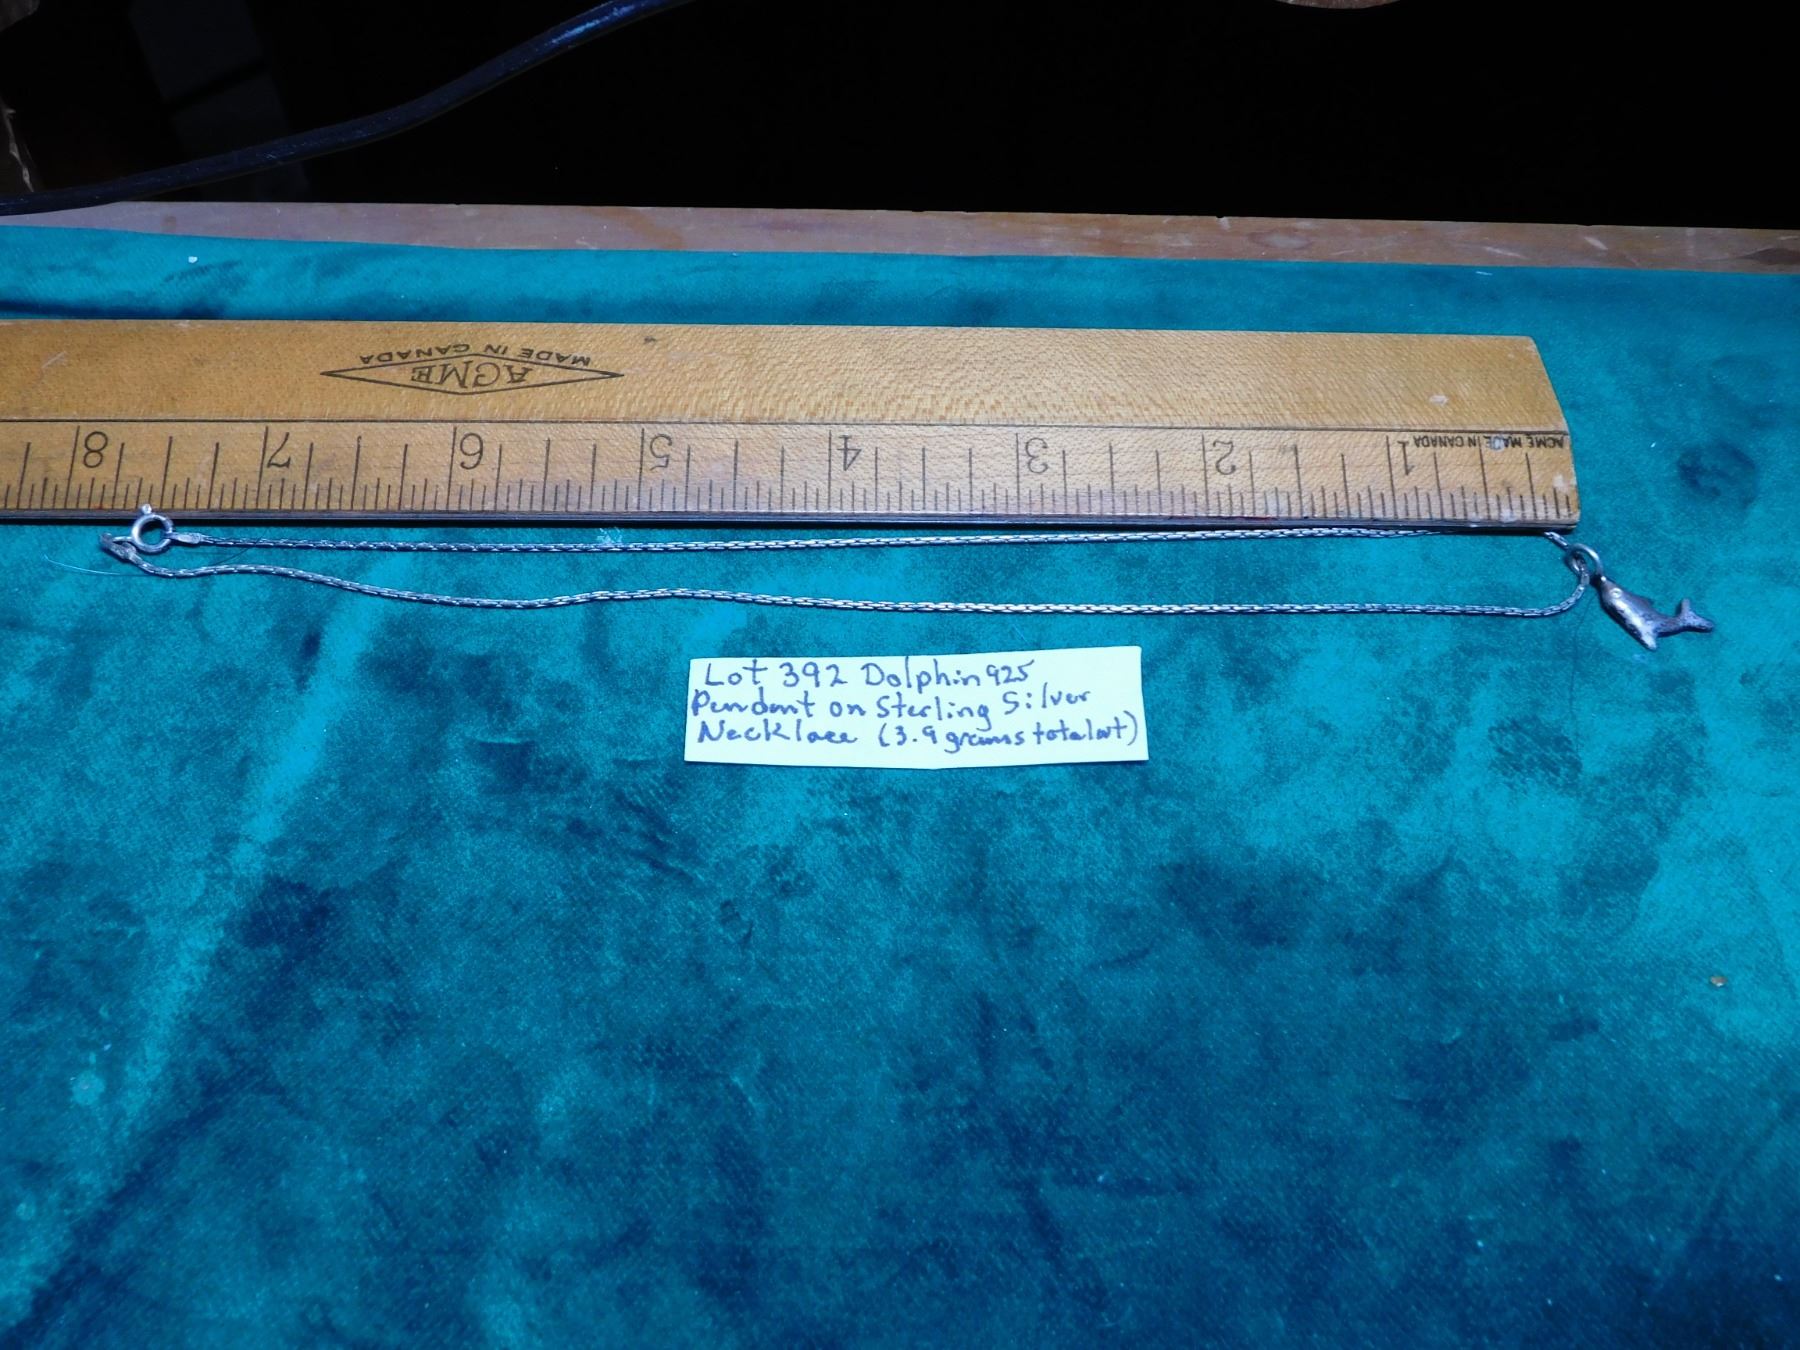 MADE IN CANADA
ACME
8 7 6 5 4 3 2 1 ACME MADE IN CANADA
Lot 392 Dolphin 925
Pendant on Sterling Silver
Necklace (3.9 grams total wt)